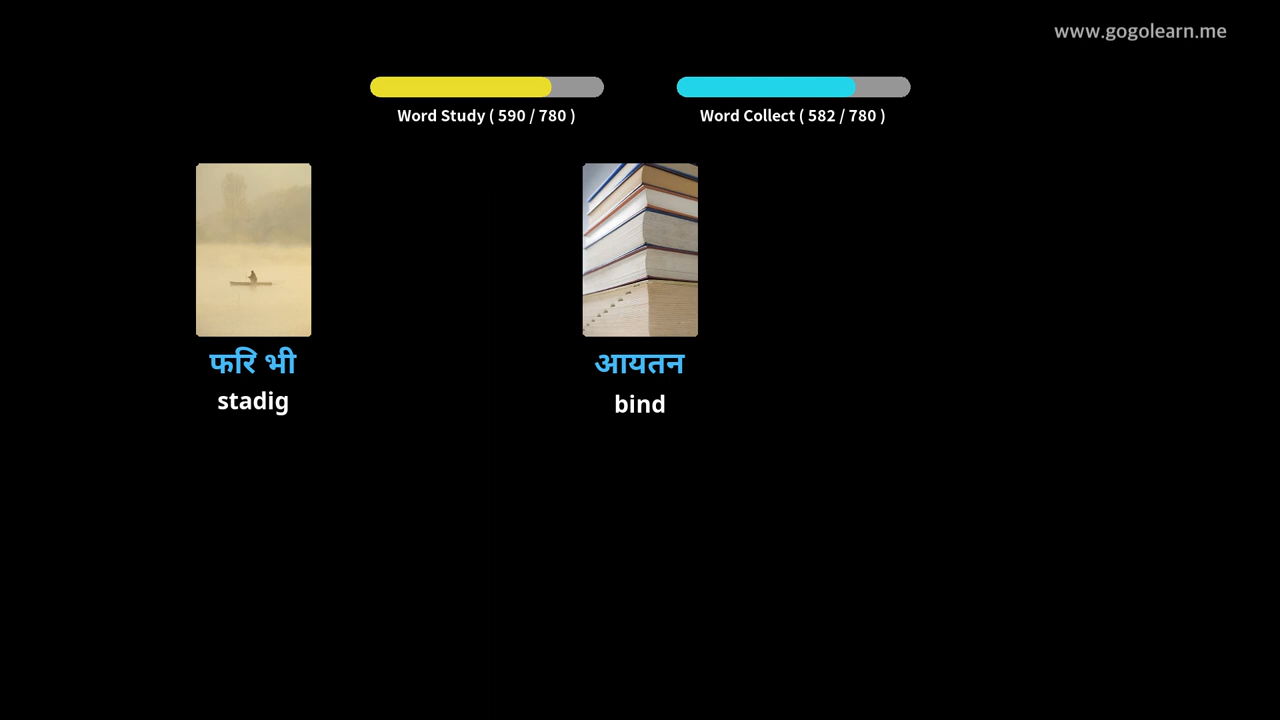 www.gogolearn.me
Word Study ( 590 / 780 )
Word Collect ( 582 / 780 )
फरि भी
stadig
आयतन
bind